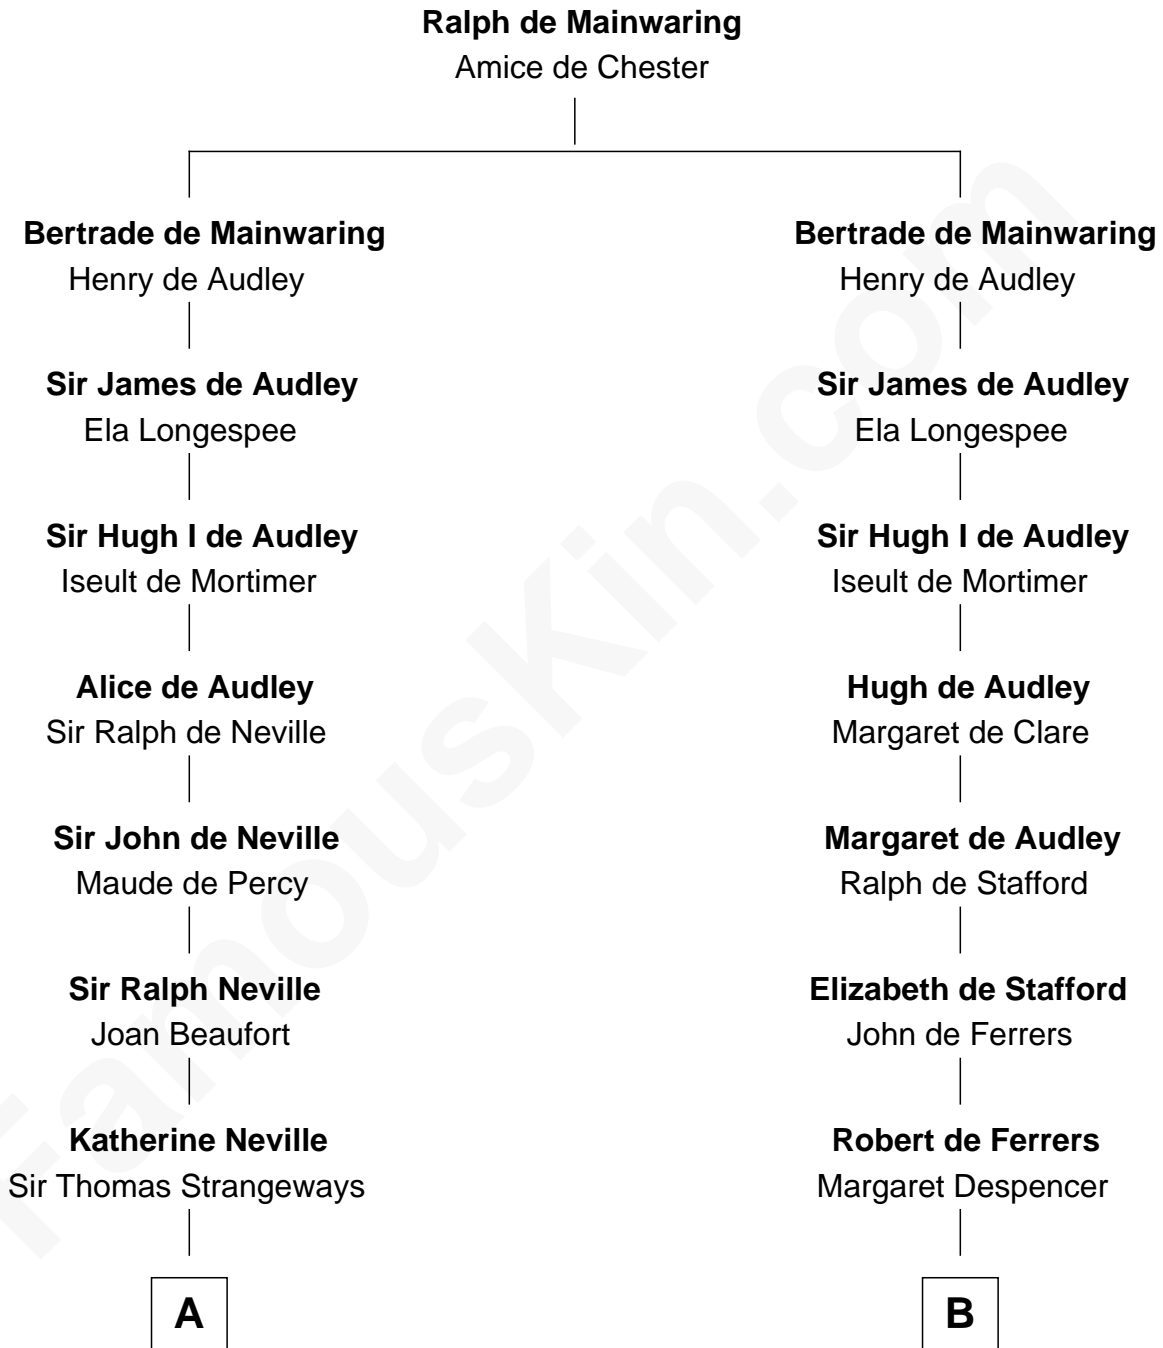 Ralph de Mainwaring
Amice de Chester
Bertrade de Mainwaring
Henry de Audley
Sir James de Audley
Ela Longespee
Sir Hugh I de Audley
Iseult de Mortimer
Alice de Audley
Sir Ralph de Neville
Sir John de Neville
Maude de Percy
Sir Ralph Neville
Joan Beaufort
Katherine Neville
Sir Thomas Strangeways
A
Bertrade de Mainwaring
Henry de Audley
Sir James de Audley
Ela Longespee
Sir Hugh I de Audley
Iseult de Mortimer
Hugh de Audley
Margaret de Clare
Margaret de Audley
Ralph de Stafford
Elizabeth de Stafford
John de Ferrers
Robert de Ferrers
Margaret Despencer
B
FamousKin.com